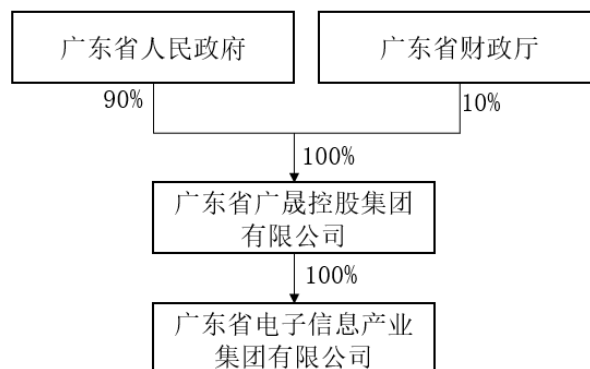 广东省人民政府
广东省财政厅
90%
10%
100%
广东省广晟控股集团
有限公司
100%
广东省电子信息产业
集团有限公司